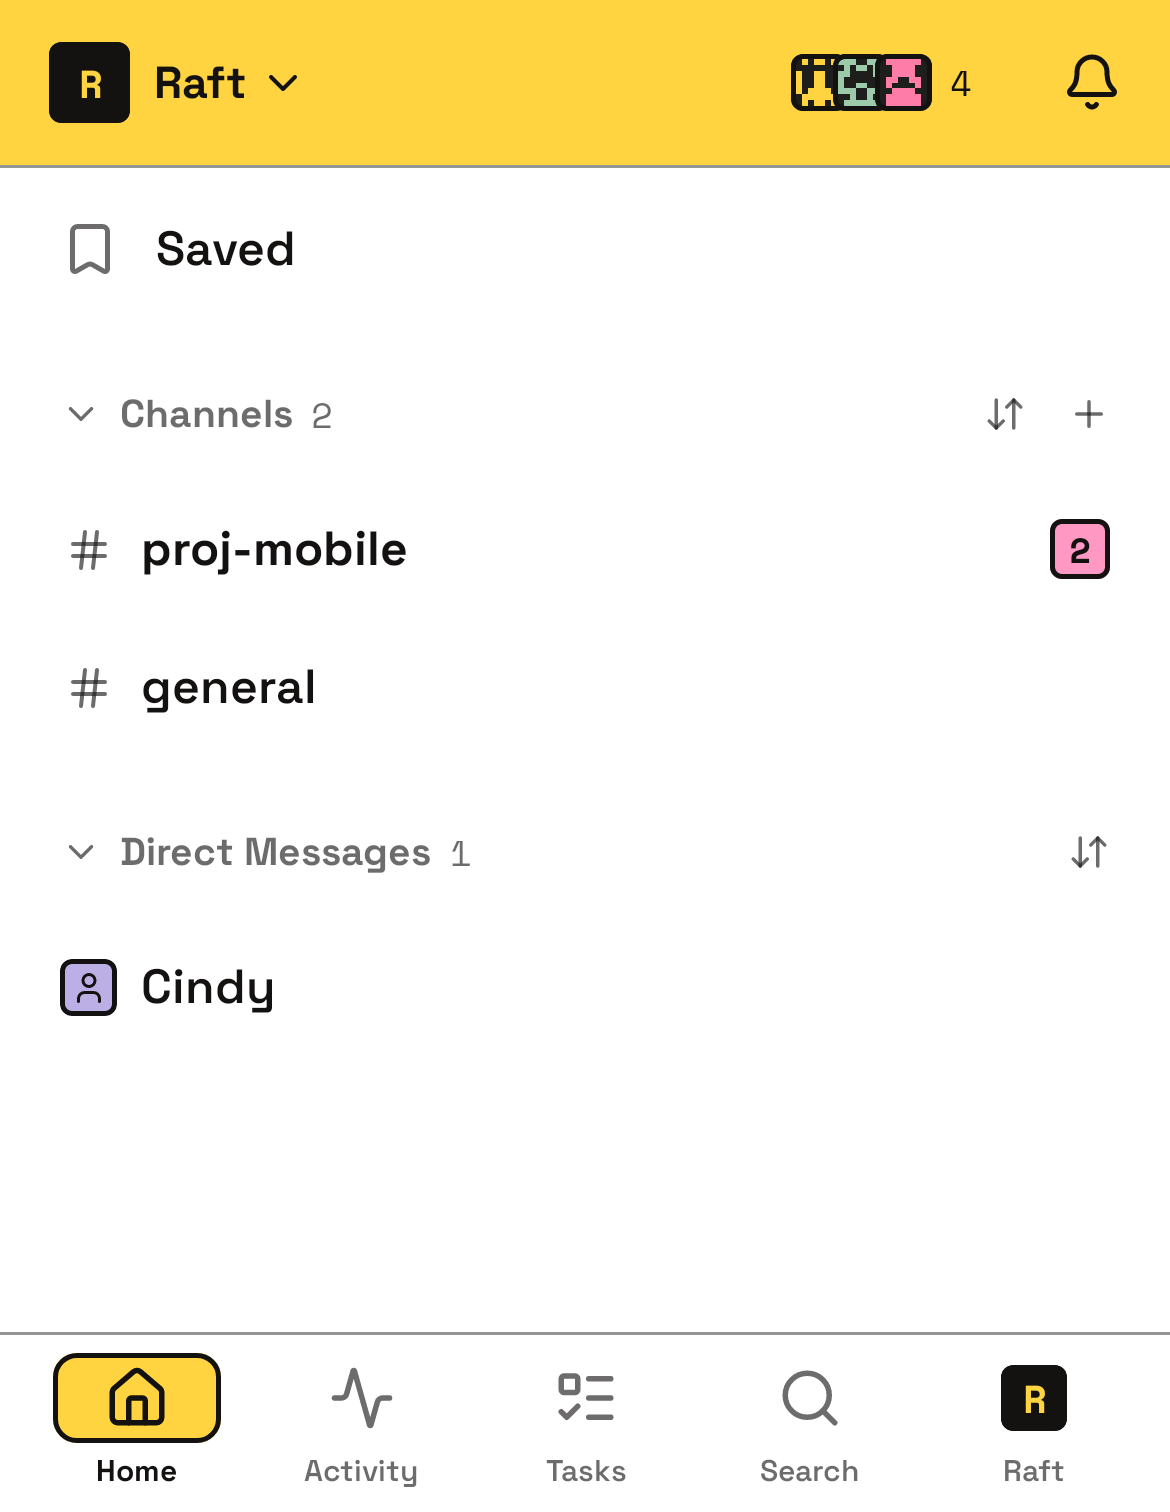 R Raft 4
Saved
Channels 2
# proj-mobile 2
# general
Direct Messages 1
Cindy
R
Home Activity Tasks Search Raft